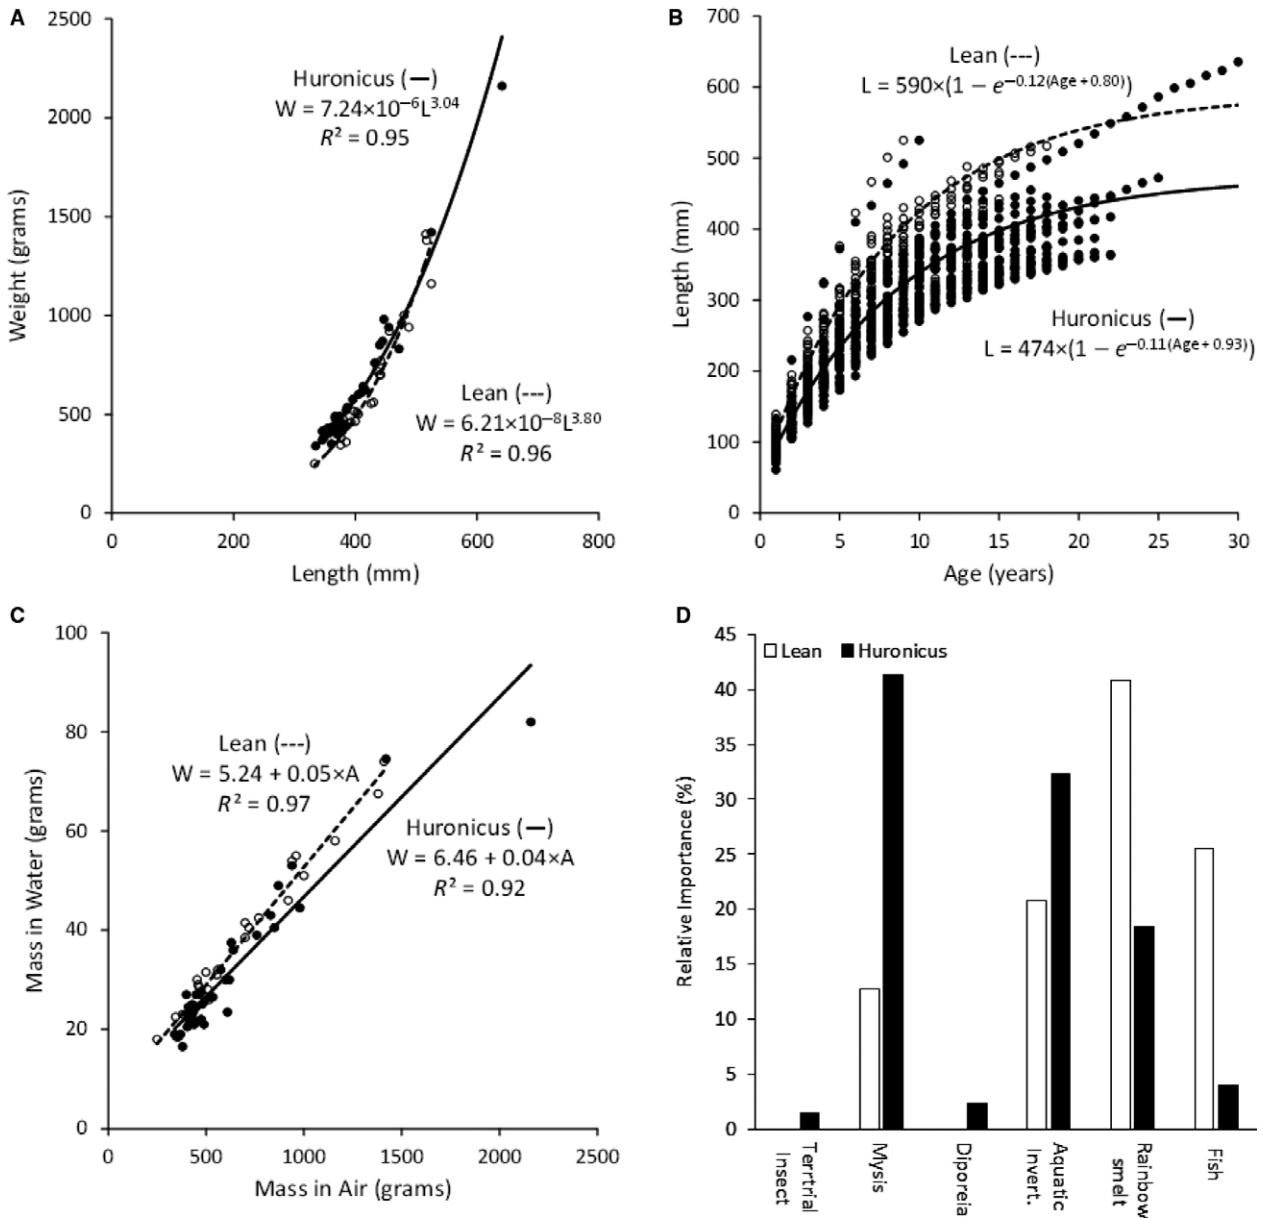 A
2500
2000
1500
1000
500
0
Weight (grams)
Huronicus (—)
W = 7.24×10⁻⁶L³·⁰⁴
R² = 0.95
Lean (---)
W = 6.21×10⁻⁸L³·⁸⁰
R² = 0.96
0 200 400 600 800
Length (mm)
B
700
600
500
400
300
200
100
0
Length (mm)
Lean (---)
L = 590×(1 − e^−0.12(Age + 0.80))
Huronicus (—)
L = 474×(1 − e^−0.11(Age + 0.93))
0 5 10 15 20 25 30
Age (years)
C
100
80
60
40
20
0
Mass in Water (grams)
Lean (---)
W = 5.24 + 0.05×A
R² = 0.97
Huronicus (—)
W = 6.46 + 0.04×A
R² = 0.92
0 500 1000 1500 2000 2500
Mass in Air (grams)
D
45
40
35
30
25
20
15
10
5
0
Relative Importance (%)
Lean Huronicus
Terrtrial
Insect
Mysis
Diporeia
Aquatic
Invert.
Rainbow
smelt
Fish